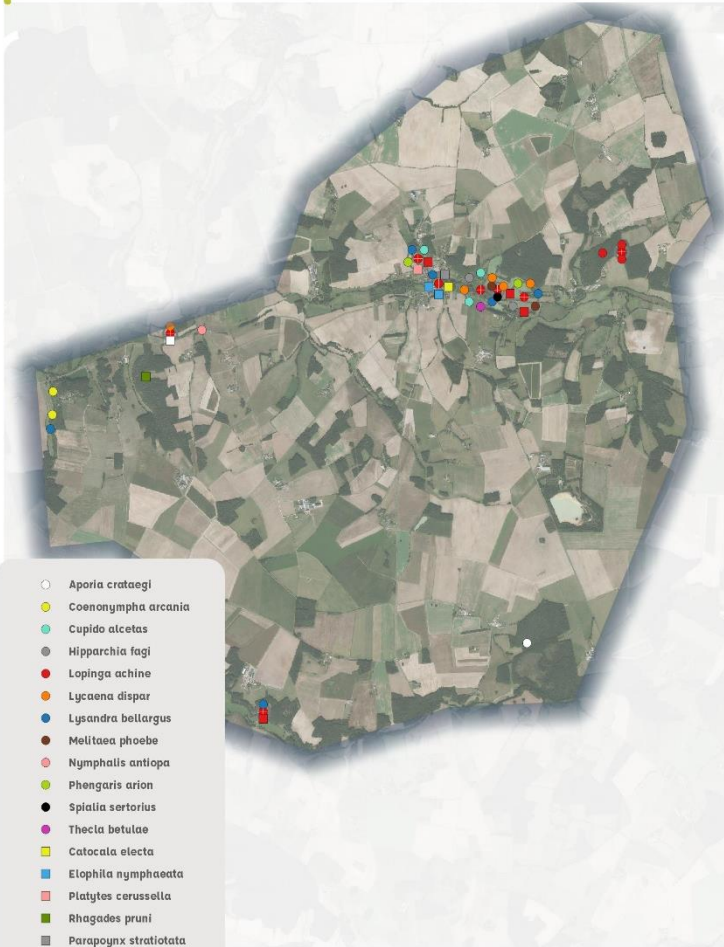 Aporia crataegi
Coenonympha arcania
Cupido alcetas
Hipparchia fagi
Lopinga achine
Lycaena dispar
Lysandra bellargus
Melitaea phoebe
Nymphalis antiopa
Phengaris arion
Spialia sertorius
Thecla betulae
Catocala electa
Elophila nymphaeata
Platytes cerussella
Rhagades pruni
Parapoynx stratiotata